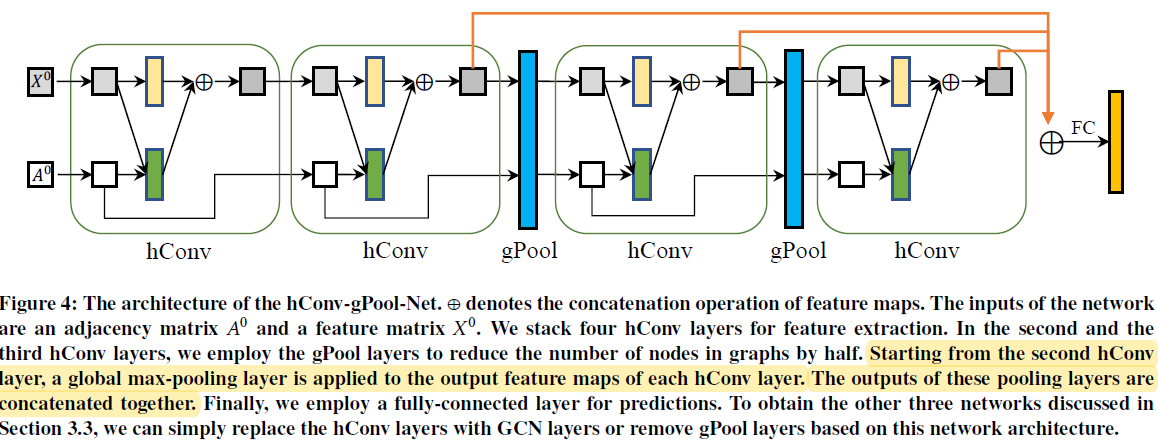 X⁰
A⁰
hConv
hConv
gPool
hConv
gPool
hConv
FC
Figure 4: The architecture of the hConv-gPool-Net. ⊕ denotes the concatenation operation of feature maps. The inputs of the network
are an adjacency matrix A⁰ and a feature matrix X⁰. We stack four hConv layers for feature extraction. In the second and the
third hConv layers, we employ the gPool layers to reduce the number of nodes in graphs by half. Starting from the second hConv
layer, a global max-pooling layer is applied to the output feature maps of each hConv layer. The outputs of these pooling layers are
concatenated together. Finally, we employ a fully-connected layer for predictions. To obtain the other three networks discussed in
Section 3.3, we can simply replace the hConv layers with GCN layers or remove gPool layers based on this network architecture.